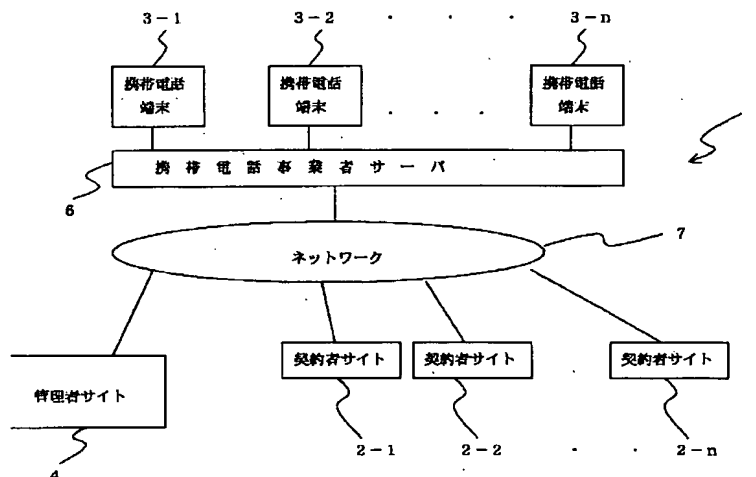 3-1
3-2
・ ・ ・
3-n
携帯電話
端末
携帯電話
端末
・ ・ ・
携帯電話
端末
携帯電話事業者サーバ
6
ネットワーク
7
契約者サイト
契約者サイト
契約者サイト
管理者サイト
2-1
2-2
・ ・
2-n
4